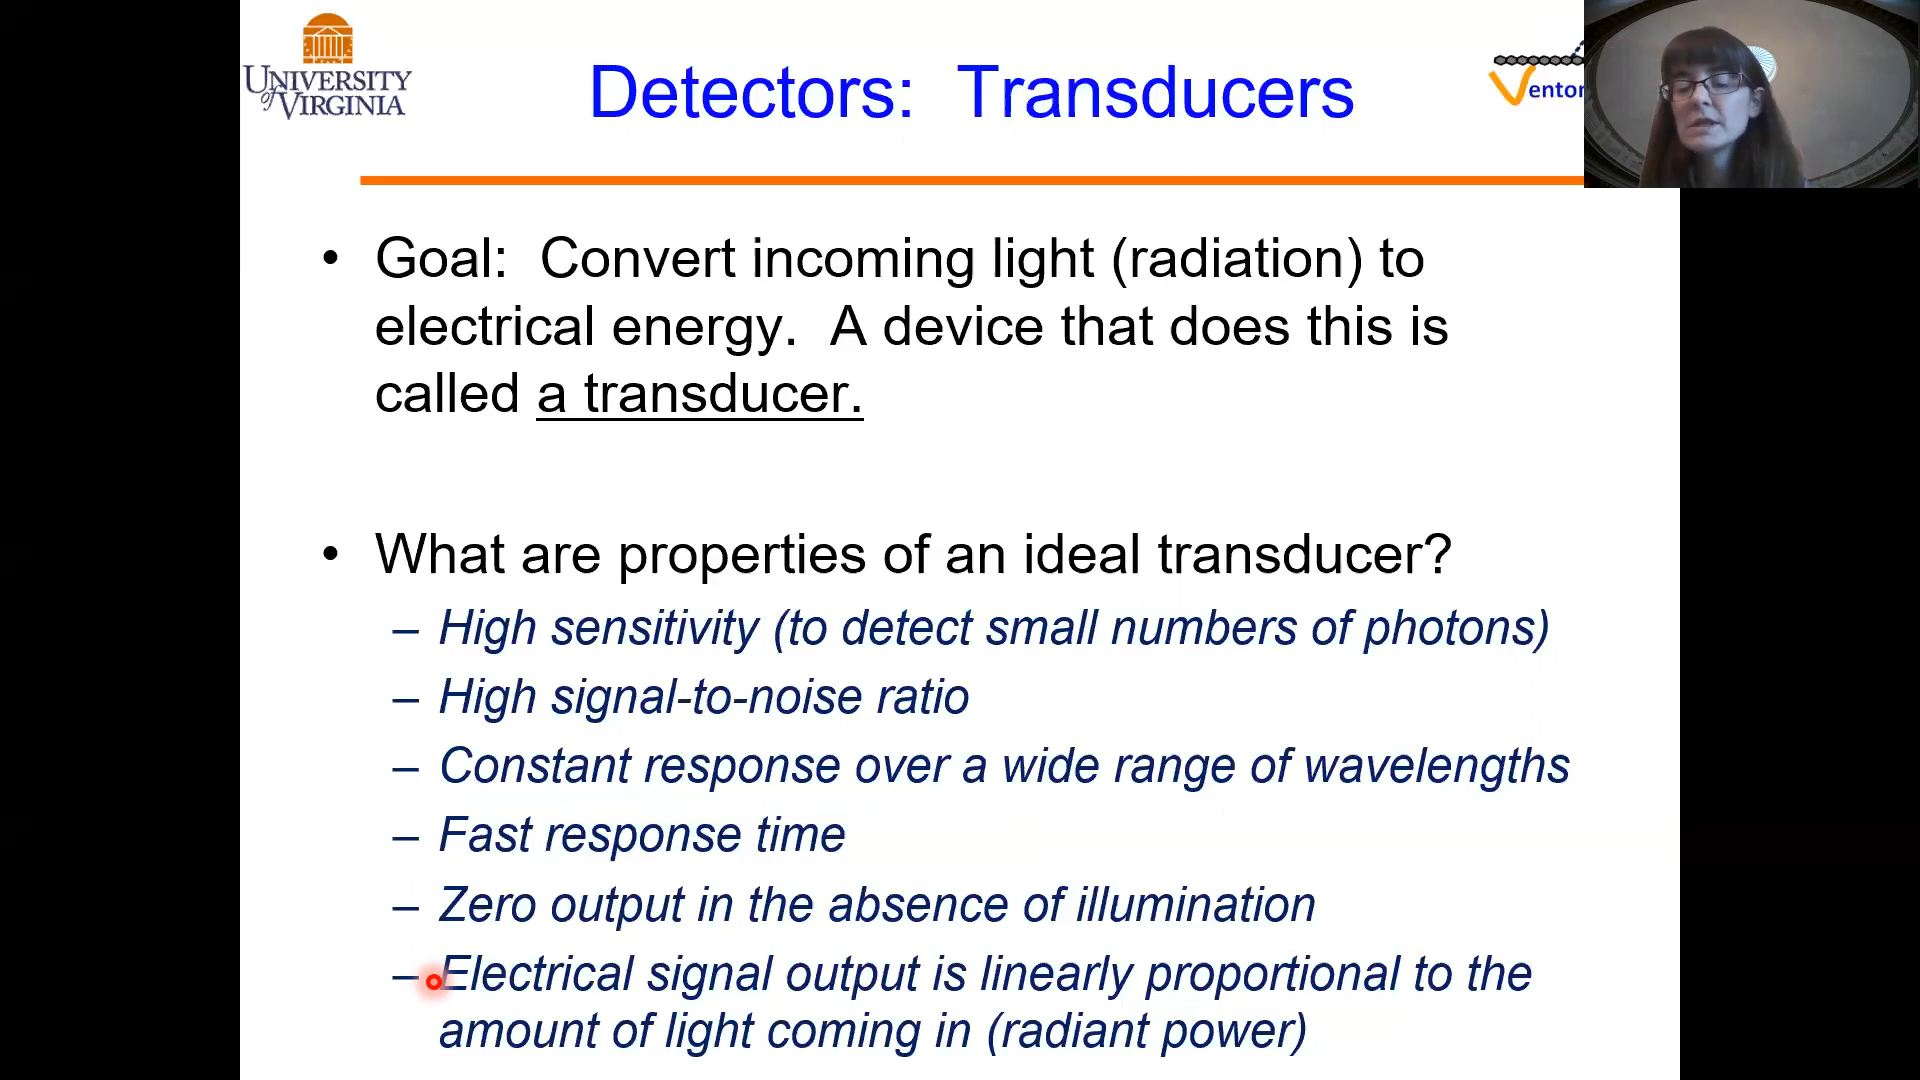 UNIVERSITY
of VIRGINIA
Detectors: Transducers
Ventor
• Goal: Convert incoming light (radiation) to
electrical energy. A device that does this is
called a transducer.
• What are properties of an ideal transducer?
– High sensitivity (to detect small numbers of photons)
– High signal-to-noise ratio
– Constant response over a wide range of wavelengths
– Fast response time
– Zero output in the absence of illumination
– Electrical signal output is linearly proportional to the
amount of light coming in (radiant power)